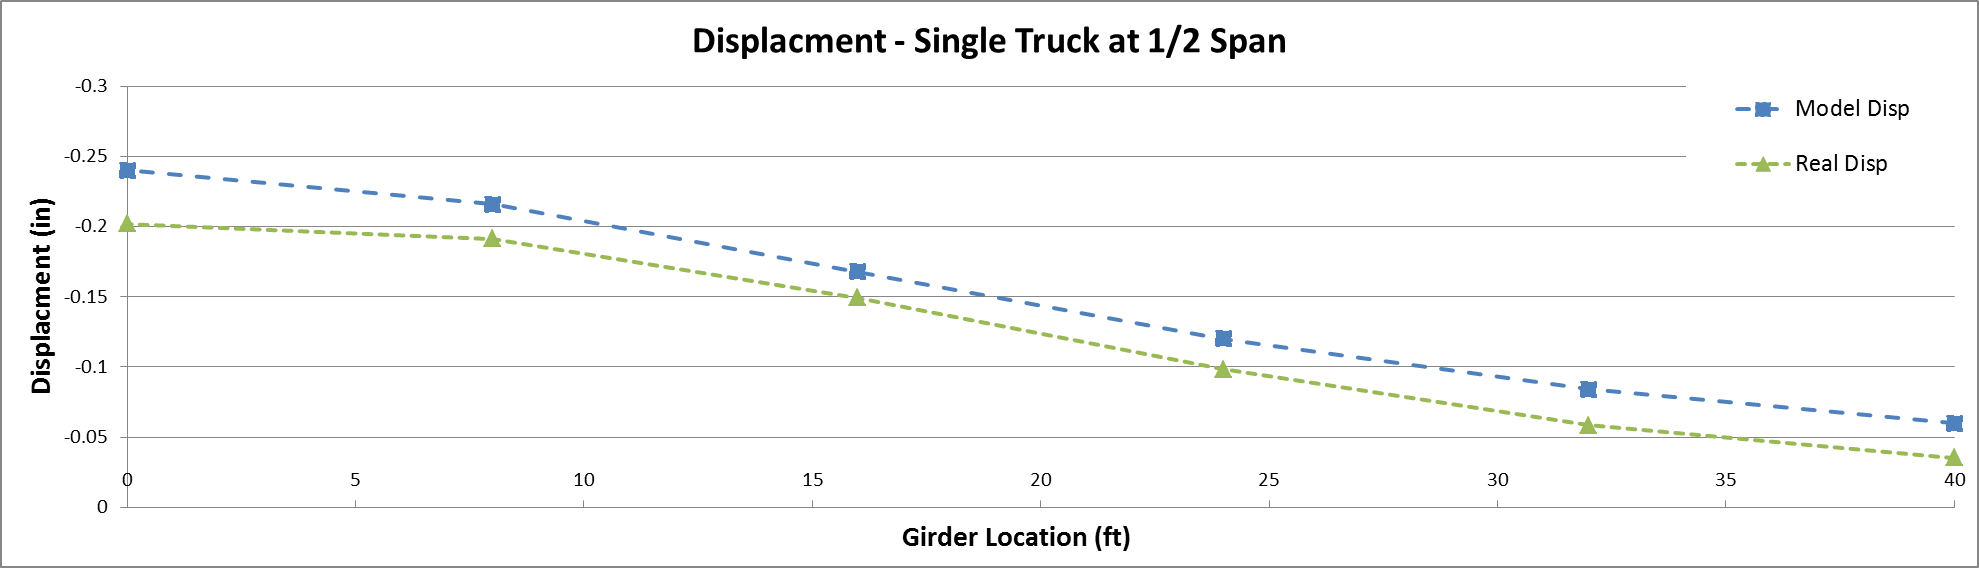 Displacment - Single Truck at 1/2 Span
-0.3
-0.25
-0.2
-0.15
-0.1
-0.05
0
Displacment (in)
0 5 10 15 20 25 30 35 40
Girder Location (ft)
Model Disp
Real Disp